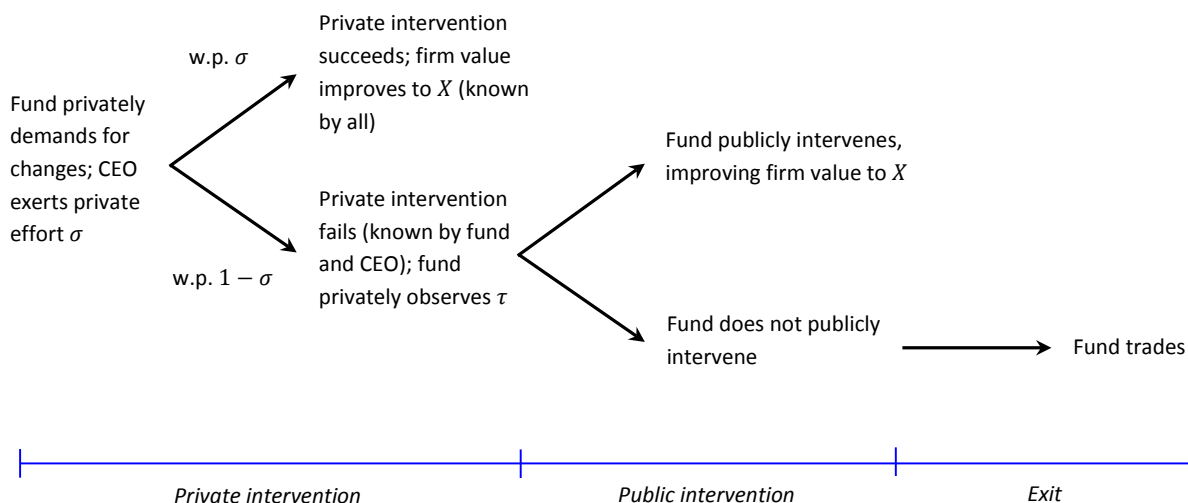 Fund privately
demands for
changes; CEO
exerts private
effort σ
w.p. σ
w.p. 1 − σ
Private intervention
succeeds; firm value
improves to X (known
by all)
Private intervention
fails (known by fund
and CEO); fund
privately observes τ
Fund publicly intervenes,
improving firm value to X
Fund does not publicly
intervene
Fund trades
Private intervention
Public intervention
Exit